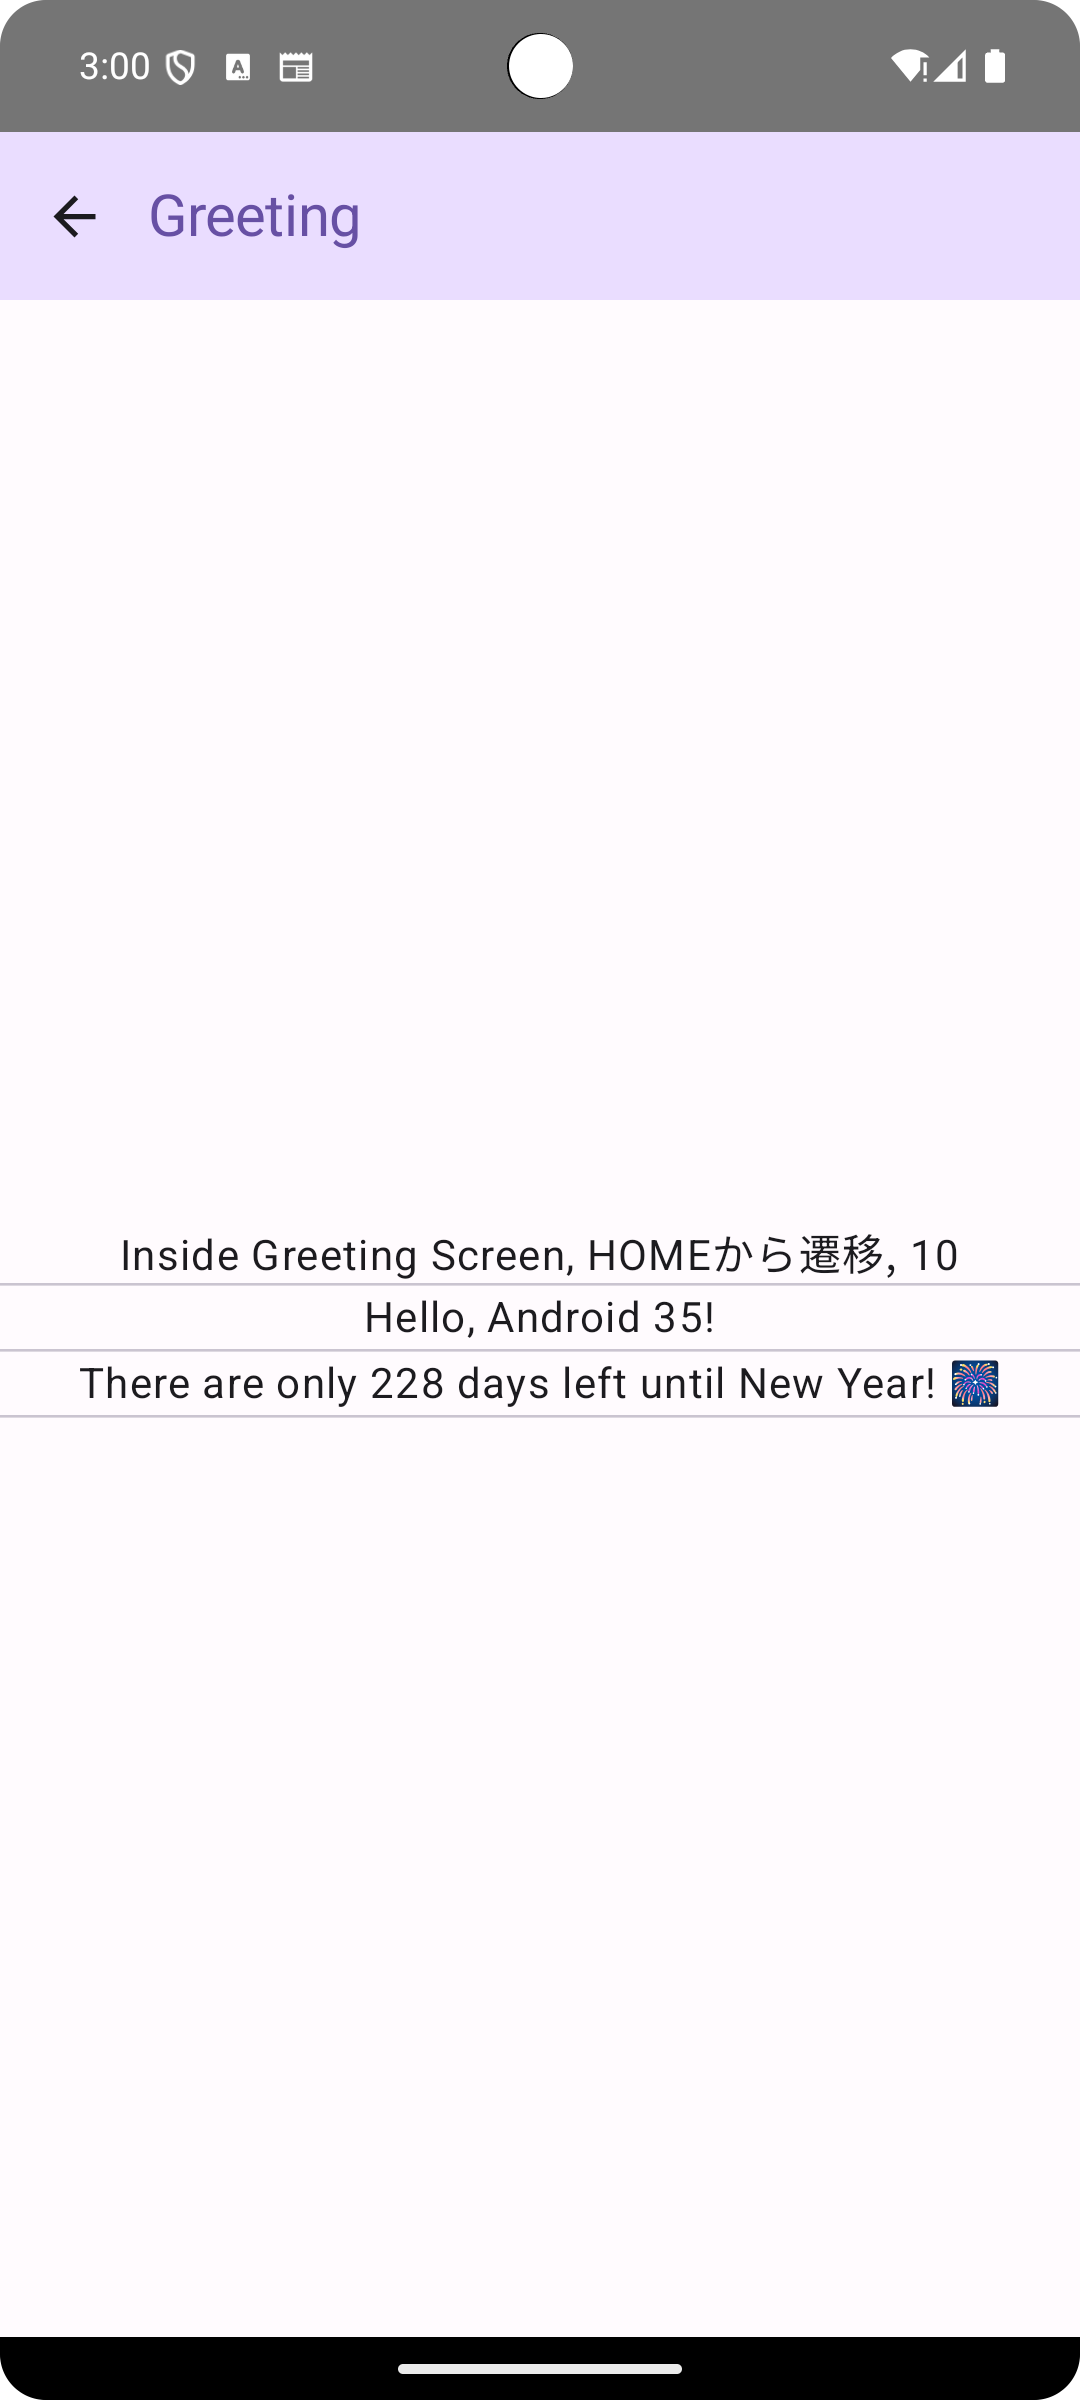 3:00
Greeting
Inside Greeting Screen, HOMEから遷移, 10
Hello, Android 35!
There are only 228 days left until New Year! 🎆